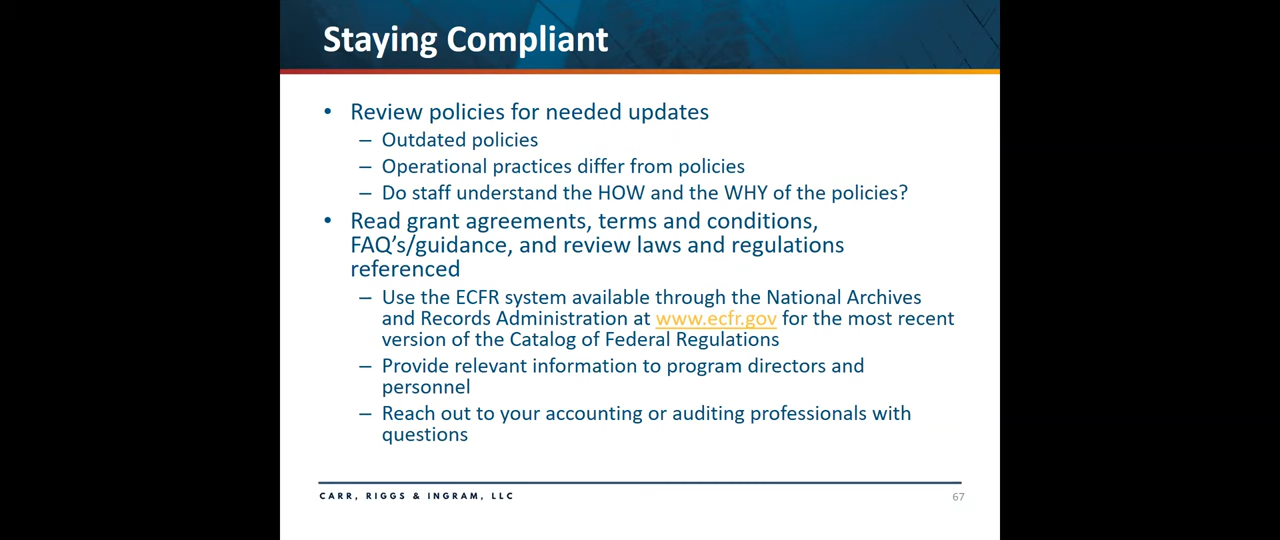 Staying Compliant
• Review policies for needed updates
– Outdated policies
– Operational practices differ from policies
– Do staff understand the HOW and the WHY of the policies?
• Read grant agreements, terms and conditions,
FAQ's/guidance, and review laws and regulations
referenced
– Use the ECFR system available through the National Archives
and Records Administration at www.ecfr.gov for the most recent
version of the Catalog of Federal Regulations
– Provide relevant information to program directors and
personnel
– Reach out to your accounting or auditing professionals with
questions
CARR, RIGGS & INGRAM, LLC
67